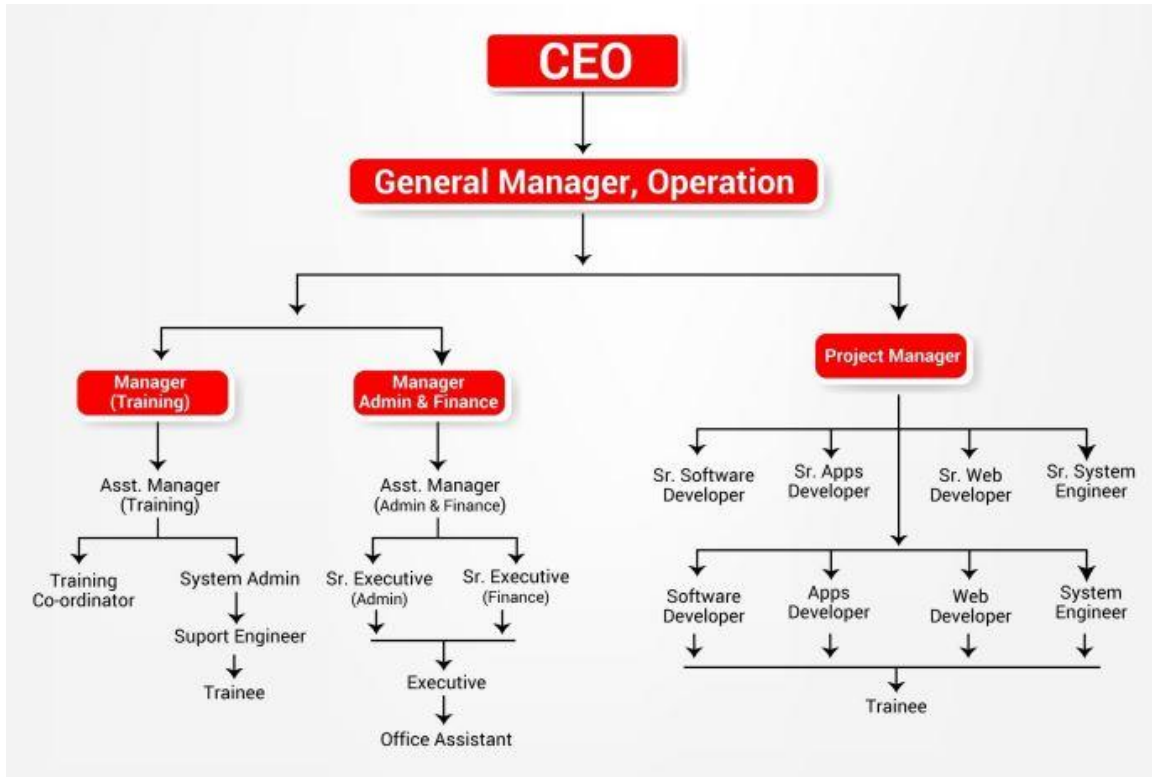 CEO
General Manager, Operation
Manager
(Training)
Manager
Admin & Finance
Project Manager
Asst. Manager
(Training)
Asst. Manager
(Admin & Finance)
Sr. Software
Developer
Sr. Apps
Developer
Sr. Web
Developer
Sr. System
Engineer
Training
Co-ordinator
System Admin
Sr. Executive
(Admin)
Sr. Executive
(Finance)
Software
Developer
Apps
Developer
Web
Developer
System
Engineer
Suport Engineer
Trainee
Executive
Office Assistant
Trainee